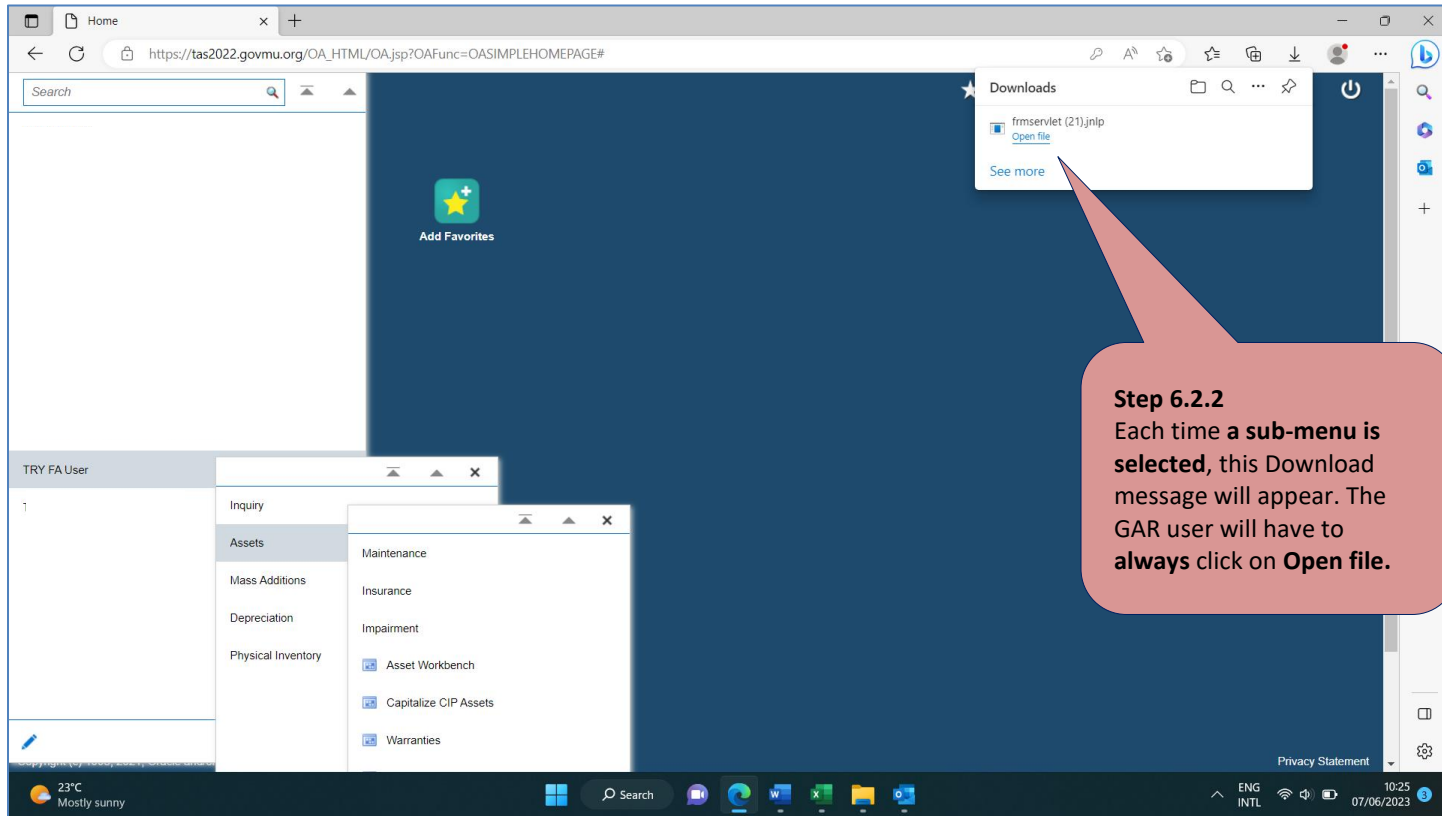 Home
https://tas2022.govmu.org/OA_HTML/OA.jsp?OAFunc=OASIMPLEHOMEPAGE#
Search
Downloads
frmservlet (21).jnlp
Open file
See more
Add Favorites
Step 6.2.2
Each time a sub-menu is
selected, this Download
message will appear. The
GAR user will have to
always click on Open file.
TRY FA User
Inquiry
Assets
Mass Additions
Depreciation
Physical Inventory
Maintenance
Insurance
Impairment
Asset Workbench
Capitalize CIP Assets
Warranties
Privacy Statement
23°C
Mostly sunny
Search
ENG
INTL
10:25
07/06/2023
3